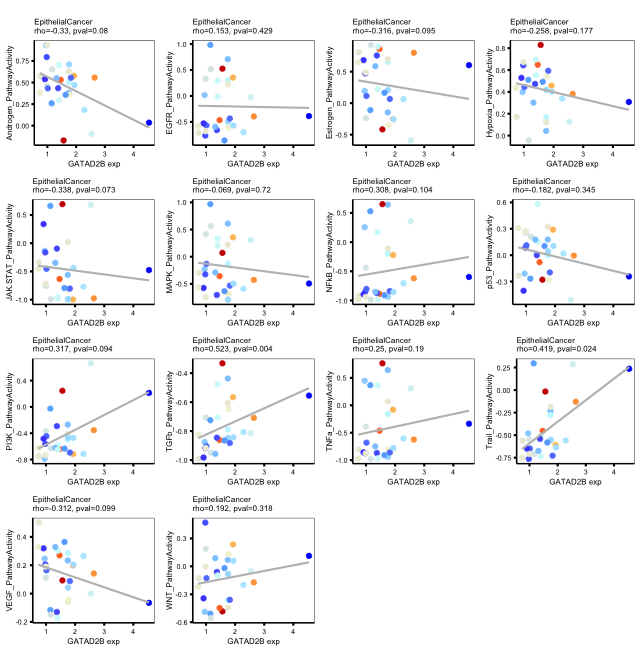 EpithelialCancer
rho=-0.33, pval=0.08
Androgen_PathwayActivity
0.75
0.50
0.25
0.00
1 2 3 4
GATAD2B exp
EpithelialCancer
rho=0.153, pval=0.429
EGFR_PathwayActivity
1.0
0.5
0.0
-0.5
1 2 3 4
GATAD2B exp
EpithelialCancer
rho=-0.316, pval=0.095
Estrogen_PathwayActivity
0.5
0.0
-0.5
1 2 3 4
GATAD2B exp
EpithelialCancer
rho=-0.258, pval=0.177
Hypoxia_PathwayActivity
0.8
0.6
0.4
0.2
0.0
1 2 3 4
GATAD2B exp
EpithelialCancer
rho=-0.338, pval=0.073
JAK-STAT_PathwayActivity
0.5
0.0
-0.5
-1.0
1 2 3 4
GATAD2B exp
EpithelialCancer
rho=-0.069, pval=0.72
MAPK_PathwayActivity
1.0
0.5
0.0
-0.5
1 2 3 4
GATAD2B exp
EpithelialCancer
rho=0.308, pval=0.104
NFkB_PathwayActivity
0.5
0.0
-0.5
-1.0
1 2 3 4
GATAD2B exp
EpithelialCancer
rho=-0.182, pval=0.345
p53_PathwayActivity
0.6
0.3
0.0
-0.3
1 2 3 4
GATAD2B exp
EpithelialCancer
rho=0.317, pval=0.094
PI3K_PathwayActivity
0.4
0.0
-0.4
-0.8
1 2 3 4
GATAD2B exp
EpithelialCancer
rho=0.523, pval=0.004
TGFb_PathwayActivity
-0.4
-0.6
-0.8
-1.0
1 2 3 4
GATAD2B exp
EpithelialCancer
rho=0.25, pval=0.19
TNFa_PathwayActivity
0.5
0.0
-0.5
-1.0
1 2 3 4
GATAD2B exp
EpithelialCancer
rho=0.419, pval=0.024
Trail_PathwayActivity
0.25
0.00
-0.25
-0.50
-0.75
1 2 3 4
GATAD2B exp
EpithelialCancer
rho=-0.312, pval=0.099
VEGF_PathwayActivity
0.4
0.2
0.0
-0.2
1 2 3 4
GATAD2B exp
EpithelialCancer
rho=0.192, pval=0.318
WNT_PathwayActivity
0.3
0.0
-0.3
-0.6
1 2 3 4
GATAD2B exp